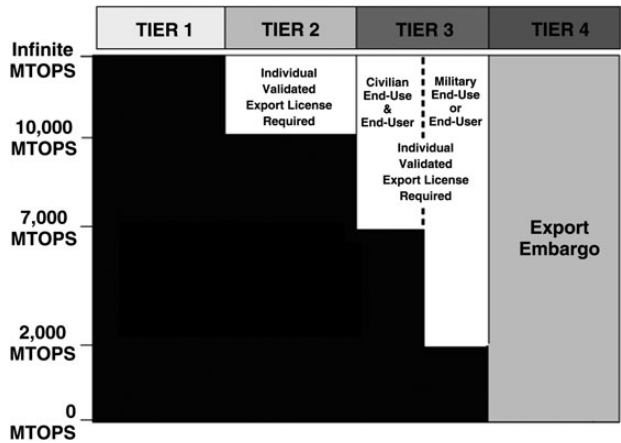 TIER 1 TIER 2 TIER 3 TIER 4
Infinite
MTOPS
10,000
MTOPS
7,000
MTOPS
2,000
MTOPS
0
MTOPS
Individual
Validated
Export License
Required
Civilian
End-Use
&
End-User
Military
End-Use
or
End-User
Individual
Validated
Export License
Required
Export
Embargo